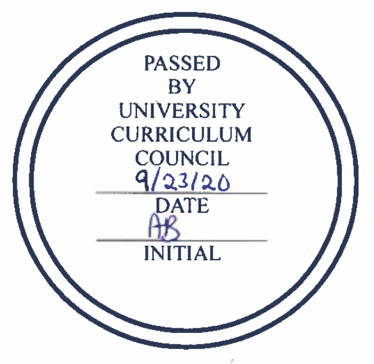 PASSED
BY
UNIVERSITY
CURRICULUM
COUNCIL
9/23/20
DATE
AB
INITIAL